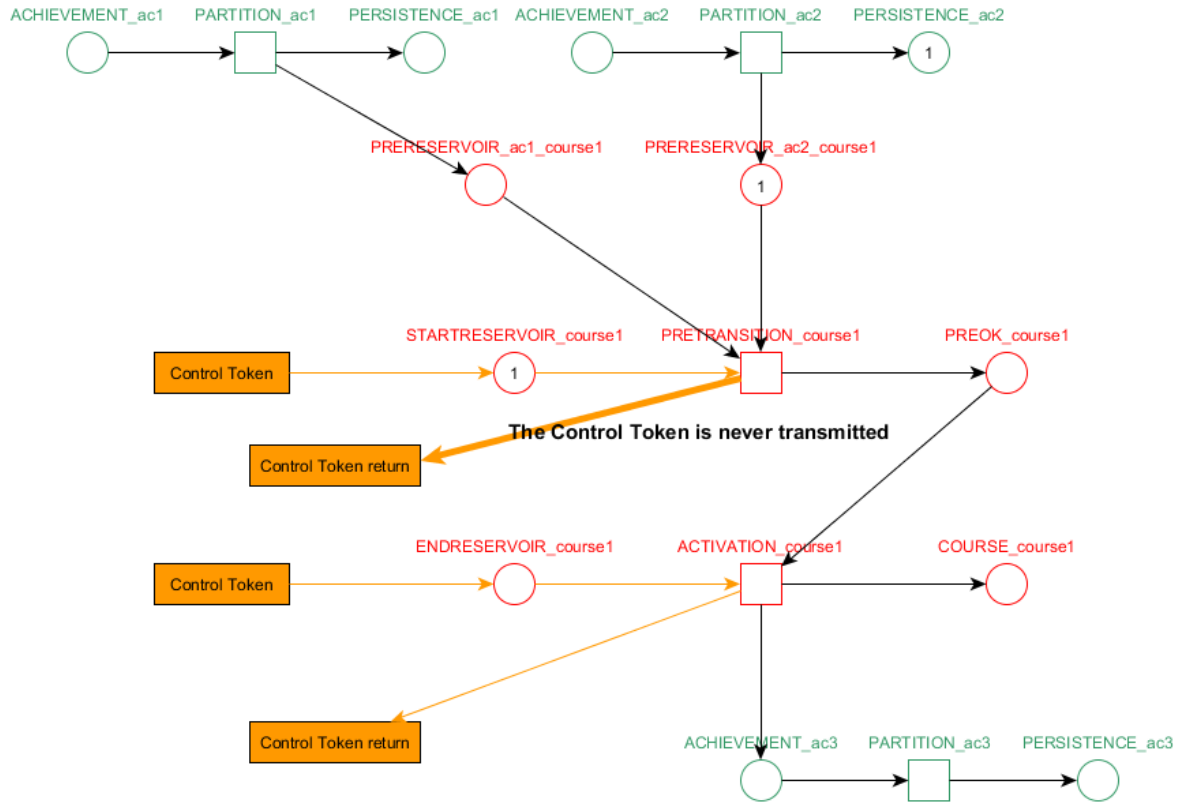 ACHIEVEMENT_ac1 PARTITION_ac1 PERSISTENCE_ac1 ACHIEVEMENT_ac2 PARTITION_ac2 PERSISTENCE_ac2
1
PRERESERVOIR_ac1_course1 PRERESERVOIR_ac2_course1
1
STARTRESERVOIR_course1 PRETRANSITION_course1 PREOK_course1
Control Token 1
The Control Token is never transmitted
Control Token return
ENDRESERVOIR_course1 ACTIVATION_course1 COURSE_course1
Control Token
Control Token return
ACHIEVEMENT_ac3 PARTITION_ac3 PERSISTENCE_ac3